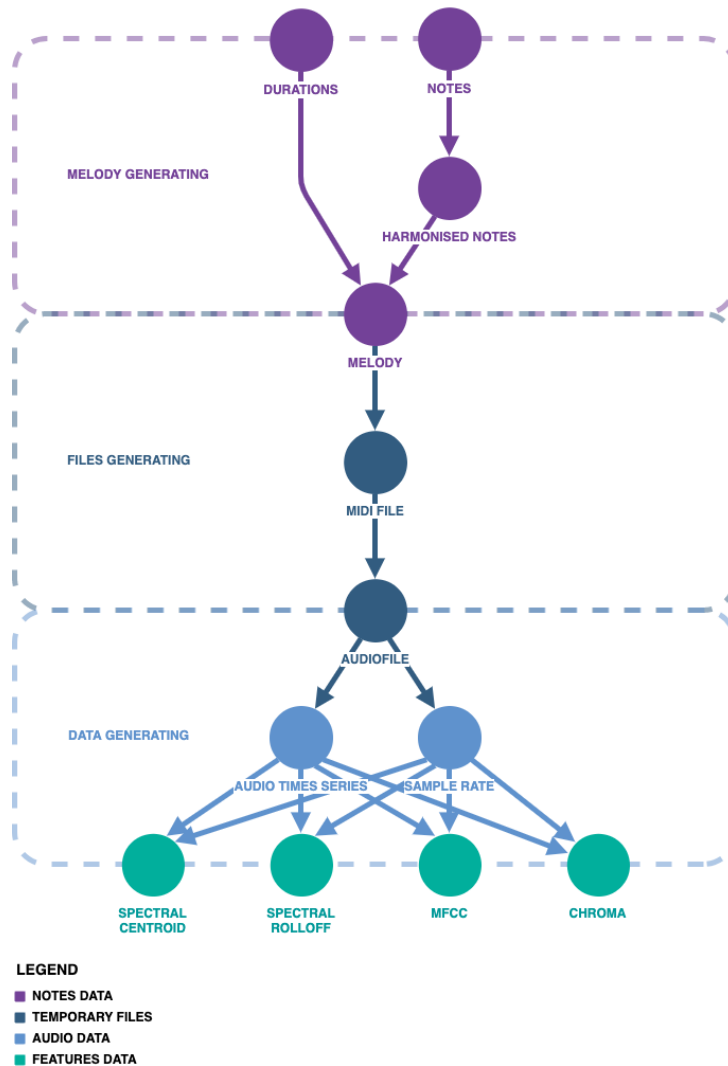 DURATIONS
NOTES
MELODY GENERATING
HARMONISED NOTES
MELODY
FILES GENERATING
MIDI FILE
AUDIOFILE
DATA GENERATING
AUDIO TIMES SERIES
SAMPLE RATE
SPECTRAL
CENTROID
SPECTRAL
ROLLOFF
MFCC
CHROMA
LEGEND
NOTES DATA
TEMPORARY FILES
AUDIO DATA
FEATURES DATA